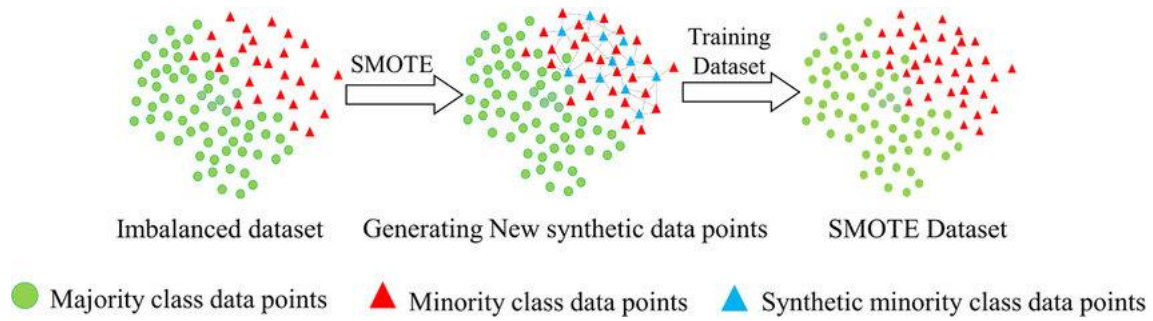 SMOTE
Training
Dataset
Imbalanced dataset
Generating New synthetic data points
SMOTE Dataset
Majority class data points
Minority class data points
Synthetic minority class data points